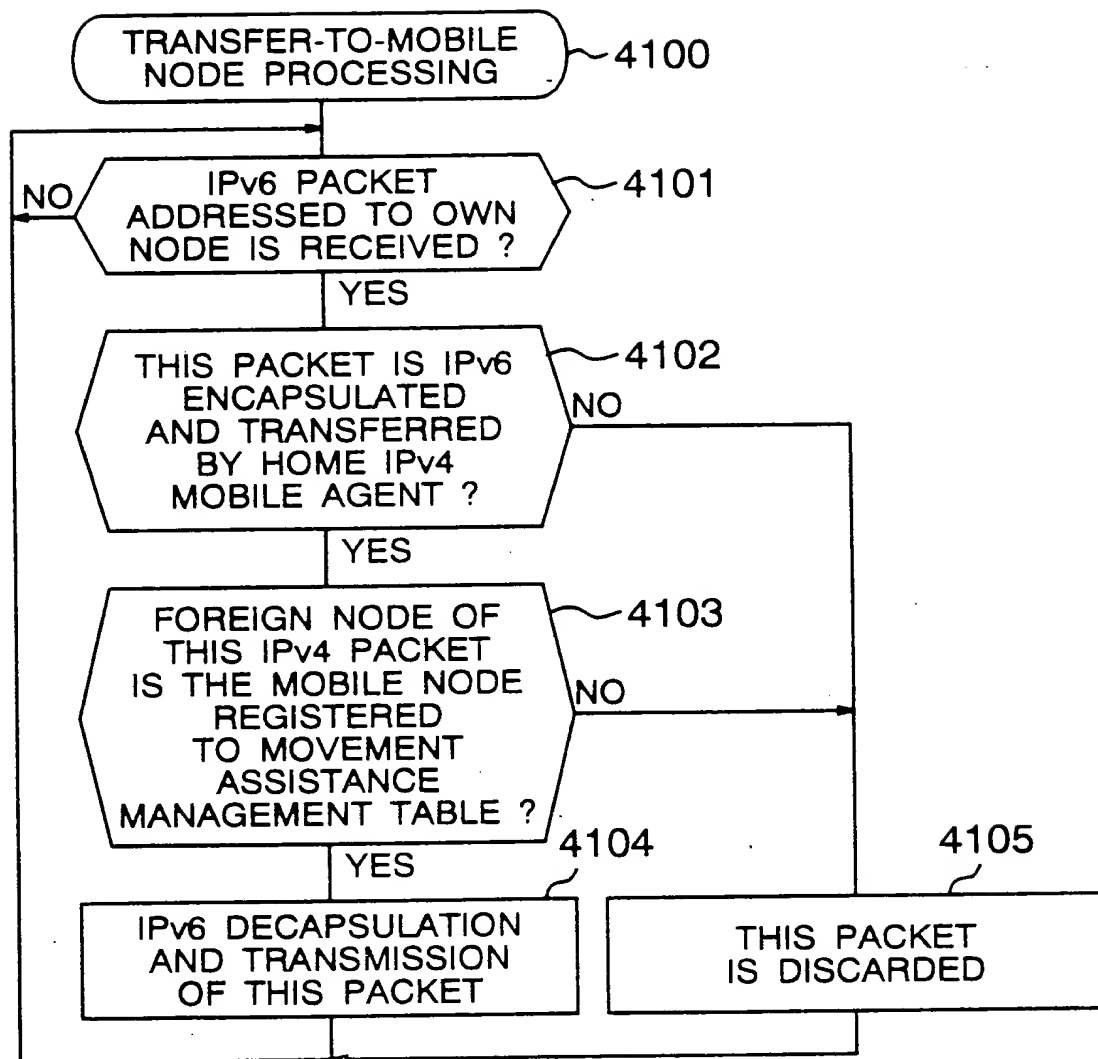 TRANSFER-TO-MOBILE
NODE PROCESSING
4100
NO
IPv6 PACKET
ADDRESSED TO OWN
NODE IS RECEIVED ?
4101
YES
THIS PACKET IS IPv6
ENCAPSULATED
AND TRANSFERRED
BY HOME IPv4
MOBILE AGENT ?
4102
NO
YES
FOREIGN NODE OF
THIS IPv4 PACKET
IS THE MOBILE NODE
REGISTERED
TO MOVEMENT
ASSISTANCE
MANAGEMENT TABLE ?
4103
NO
YES
4104
IPv6 DECAPSULATION
AND TRANSMISSION
OF THIS PACKET
4105
THIS PACKET
IS DISCARDED